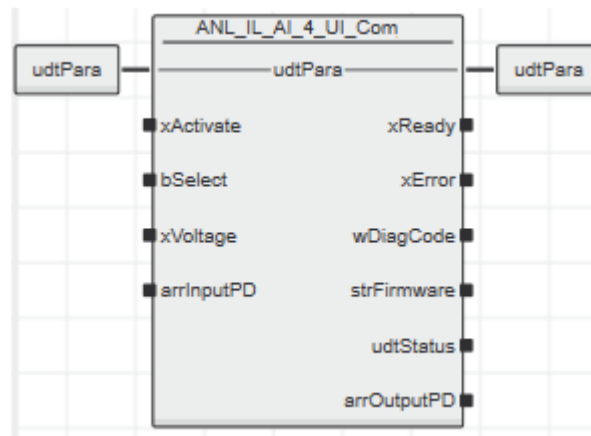 ANL_IL_AI_4_UI_Com
udtPara udtPara udtPara
xActivate xReady
bSelect xError
xVoltage wDiagCode
arrInputPD strFirmware
udtStatus
arrOutputPD